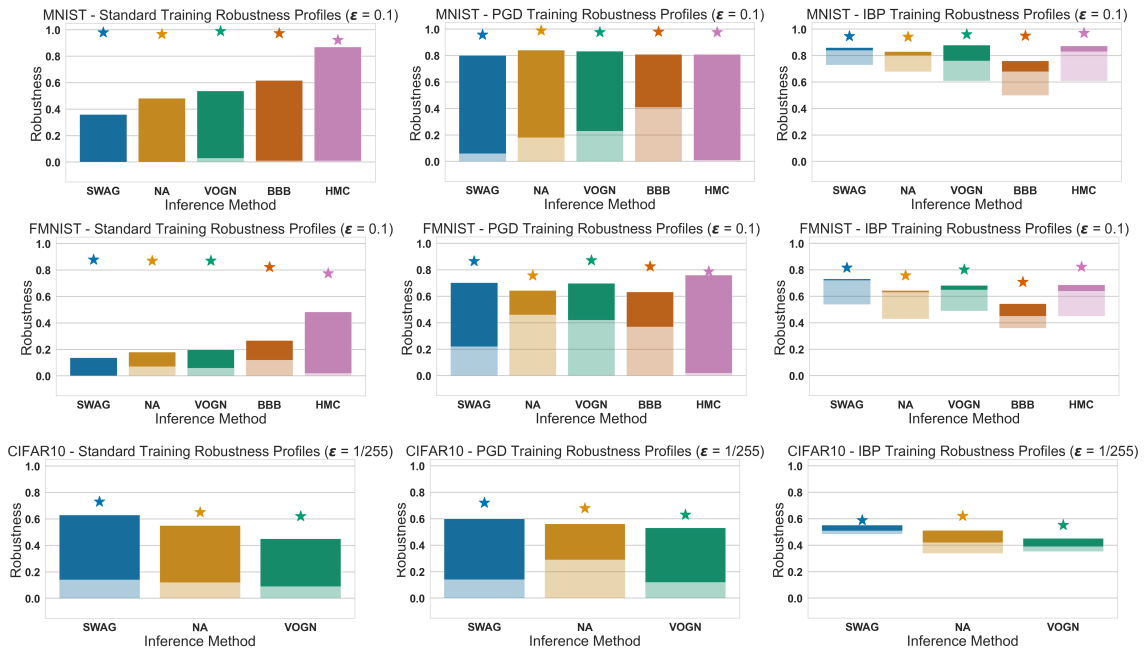 MNIST - Standard Training Robustness Profiles (ε = 0.1)
Robustness
1.0
0.8
0.6
0.4
0.2
0.0
SWAG NA VOGN BBB HMC
Inference Method
MNIST - PGD Training Robustness Profiles (ε = 0.1)
Robustness
1.0
0.8
0.6
0.4
0.2
0.0
SWAG NA VOGN BBB HMC
Inference Method
MNIST - IBP Training Robustness Profiles (ε = 0.1)
Robustness
1.0
0.8
0.6
0.4
0.2
0.0
SWAG NA VOGN BBB HMC
Inference Method
FMNIST - Standard Training Robustness Profiles (ε = 0.1)
Robustness
1.0
0.8
0.6
0.4
0.2
0.0
SWAG NA VOGN BBB HMC
Inference Method
FMNIST - PGD Training Robustness Profiles (ε = 0.1)
Robustness
1.0
0.8
0.6
0.4
0.2
0.0
SWAG NA VOGN BBB HMC
Inference Method
FMNIST - IBP Training Robustness Profiles (ε = 0.1)
Robustness
1.0
0.8
0.6
0.4
0.2
0.0
SWAG NA VOGN BBB HMC
Inference Method
CIFAR10 - Standard Training Robustness Profiles (ε = 1/255)
Robustness
1.0
0.8
0.6
0.4
0.2
0.0
SWAG NA VOGN
Inference Method
CIFAR10 - PGD Training Robustness Profiles (ε = 1/255)
Robustness
1.0
0.8
0.6
0.4
0.2
0.0
SWAG NA VOGN
Inference Method
CIFAR10 - IBP Training Robustness Profiles (ε = 1/255)
Robustness
1.0
0.8
0.6
0.4
0.2
0.0
SWAG NA VOGN
Inference Method